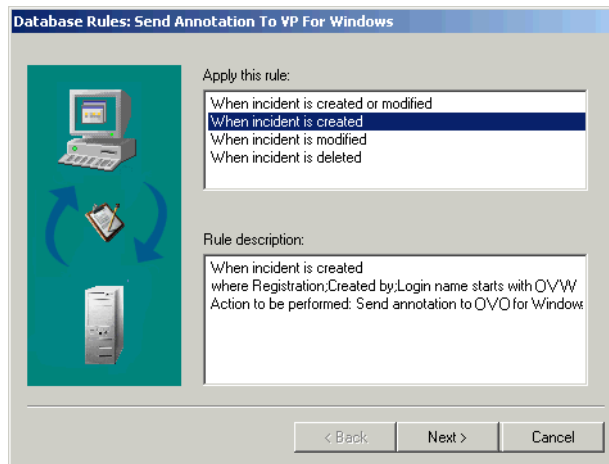 Database Rules: Send Annotation To VP For Windows
Apply this rule:
When incident is created or modified
When incident is created
When incident is modified
When incident is deleted
Rule description:
When incident is created
where Registration;Created by;Login name starts with OVW
Action to be performed: Send annotation to OVO for Window
< Back
Next >
Cancel